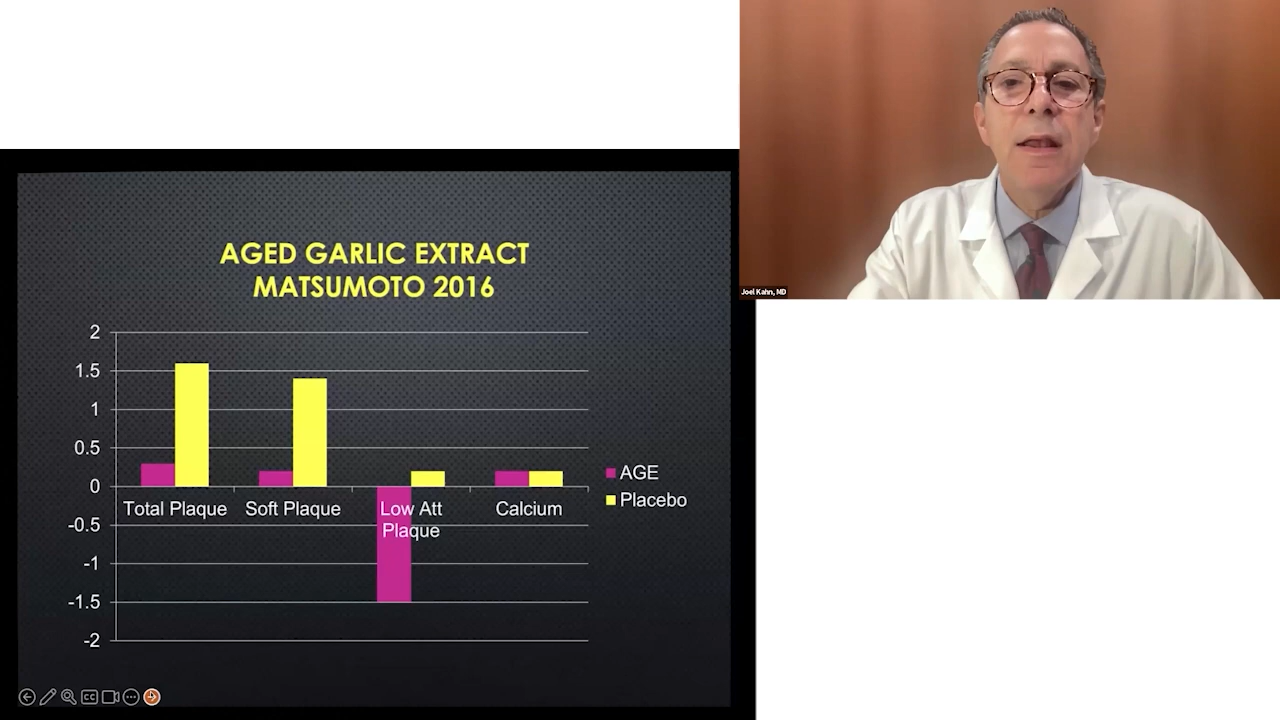 Joel Kahn, MD
AGED GARLIC EXTRACT
MATSUMOTO 2016
2
1.5
1
0.5
0
-0.5
-1
-1.5
-2
Total Plaque
Soft Plaque
Low Att
Plaque
Calcium
AGE
Placebo
CC